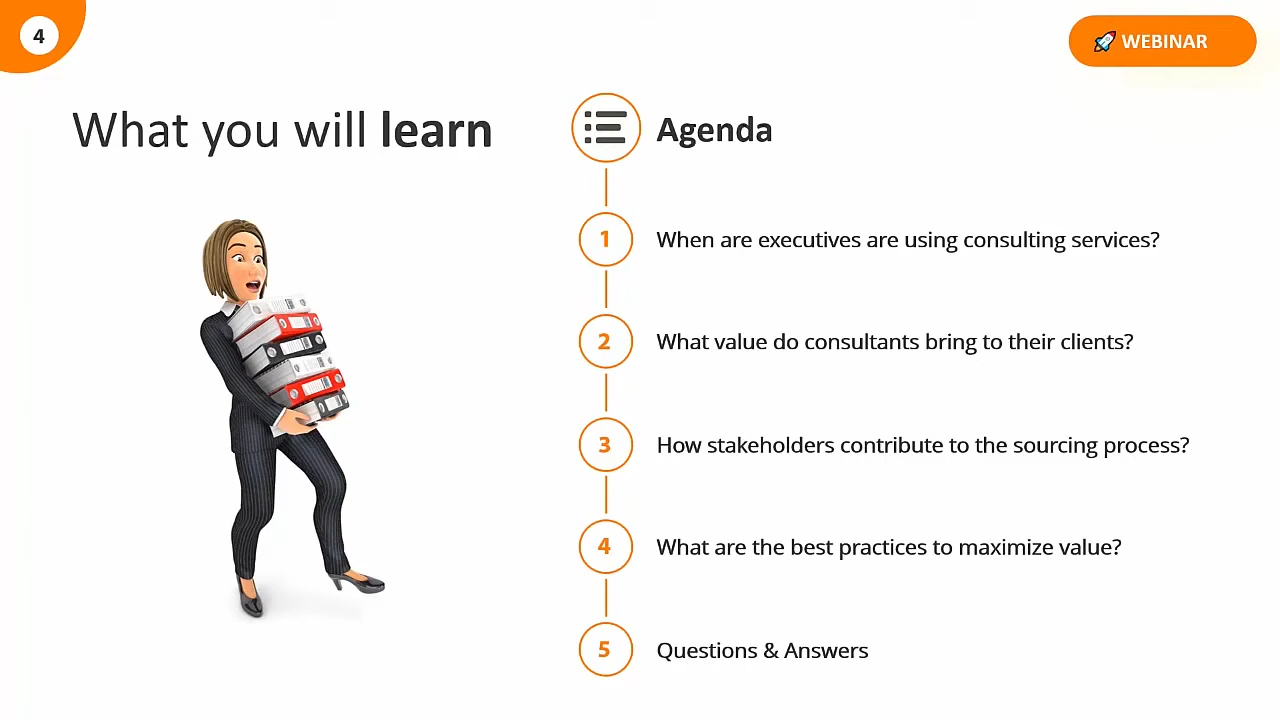 4
WEBINAR
What you will learn
Agenda
1
When are executives are using consulting services?
2
What value do consultants bring to their clients?
3
How stakeholders contribute to the sourcing process?
4
What are the best practices to maximize value?
5
Questions & Answers